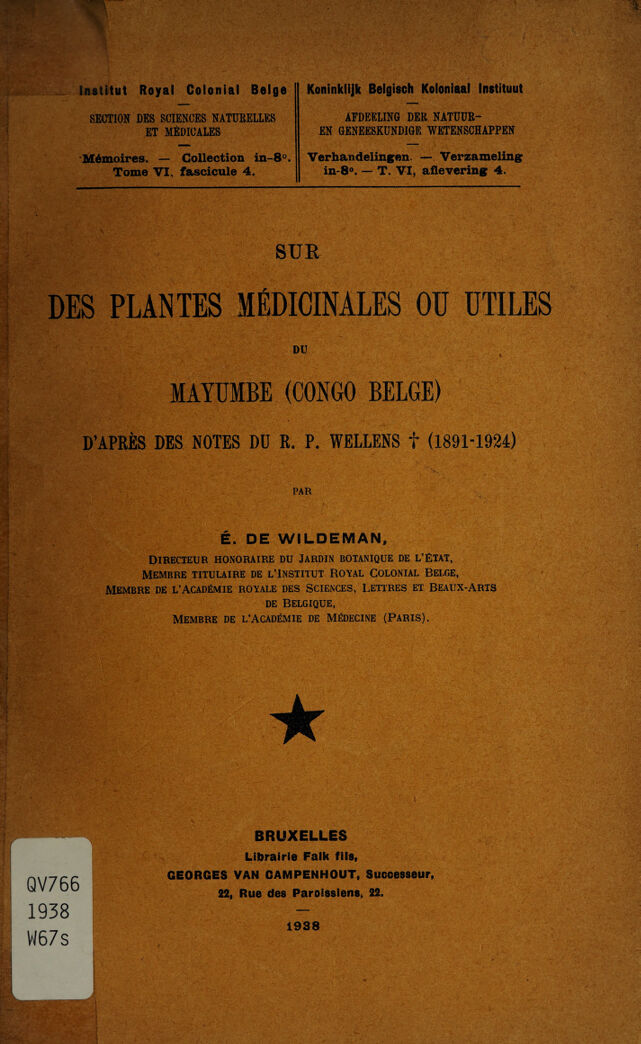 Institut Royal Colonial Belge
SECTION DES SCIENCES NATURELLES
ET MÉDICALES
Mémoires. — Collection in-8º.
Tome VI, fascicule 4.
Koninklijk Belgisch Koloniaal Instituut
AFDEELING DER NATUUR-
EN GENEESKUNDIGE WETENSCHAPPEN
Verhandelingen. — Verzameling
in-8º. — T. VI, aflevering 4.
SUR
DES PLANTES MÉDICINALES OU UTILES
DU
MAYUMBE (CONGO BELGE)
D'APRÈS DES NOTES DU R. P. WELLENS † (1891-1924)
PAR
É. DE WILDEMAN,
DIRECTEUR HONORAIRE DU JARDIN BOTANIQUE DE L'ÉTAT,
MEMBRE TITULAIRE DE L'INSTITUT ROYAL COLONIAL BELGE,
MEMBRE DE L'ACADÉMIE ROYALE DES SCIENCES, LETTRES ET BEAUX-ARTS
DE BELGIQUE,
MEMBRE DE L'ACADÉMIE DE MÉDECINE (PARIS).
BRUXELLES
Librairie Falk fils,
GEORGES VAN CAMPENHOUT, Successeur,
22, Rue des Paroissiens, 22.
1938
QV766
1938
W67s